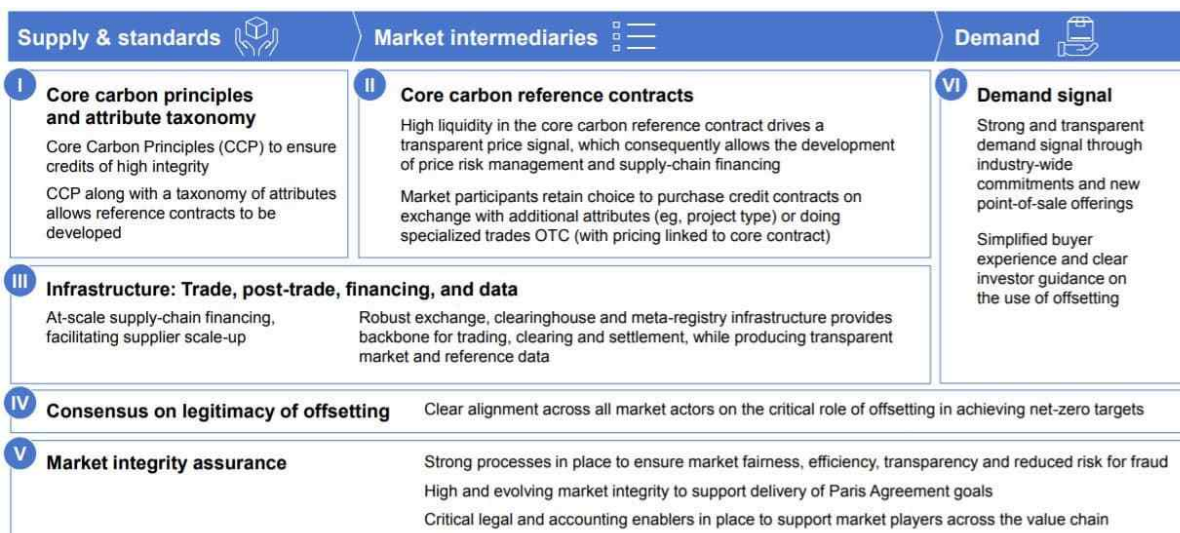 Supply & standards
Market intermediaries
Demand
I
Core carbon principles
and attribute taxonomy
Core Carbon Principles (CCP) to ensure
credits of high integrity
CCP along with a taxonomy of attributes
allows reference contracts to be
developed
II
Core carbon reference contracts
High liquidity in the core carbon reference contract drives a
transparent price signal, which consequently allows the development
of price risk management and supply-chain financing
Market participants retain choice to purchase credit contracts on
exchange with additional attributes (eg, project type) or doing
specialized trades OTC (with pricing linked to core contract)
VI
Demand signal
Strong and transparent
demand signal through
industry-wide
commitments and new
point-of-sale offerings
Simplified buyer
experience and clear
investor guidance on
the use of offsetting
III
Infrastructure: Trade, post-trade, financing, and data
At-scale supply-chain financing,
facilitating supplier scale-up
Robust exchange, clearinghouse and meta-registry infrastructure provides
backbone for trading, clearing and settlement, while producing transparent
market and reference data
IV
Consensus on legitimacy of offsetting
Clear alignment across all market actors on the critical role of offsetting in achieving net-zero targets
V
Market integrity assurance
Strong processes in place to ensure market fairness, efficiency, transparency and reduced risk for fraud
High and evolving market integrity to support delivery of Paris Agreement goals
Critical legal and accounting enablers in place to support market players across the value chain